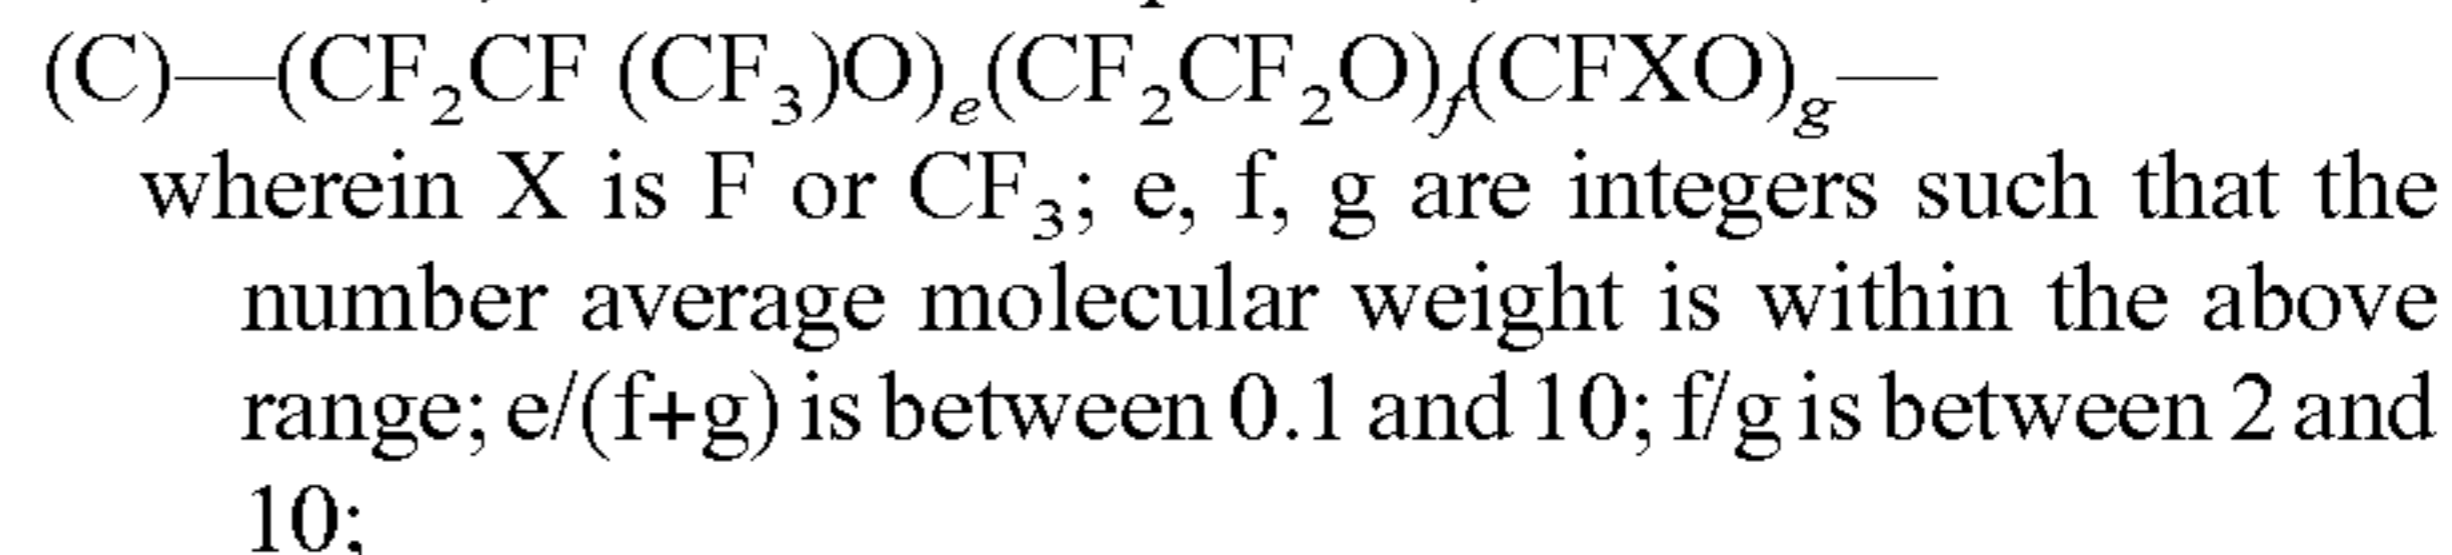 (C)—(CF₂CF (CF₃)O)ₑ(CF₂CF₂O)f(CFXO)g—
wherein X is F or CF₃; e, f, g are integers such that the
number average molecular weight is within the above
range; e/(f+g) is between 0.1 and 10; f/g is between 2 and
10;